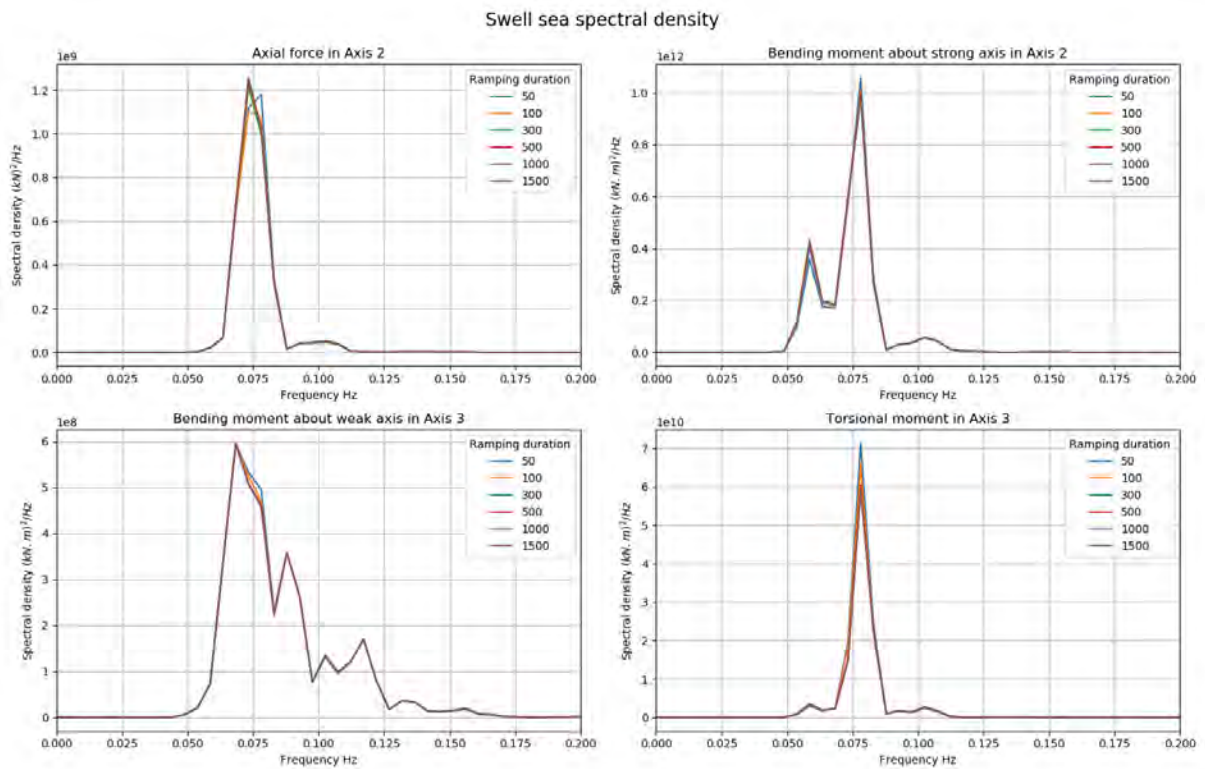 Swell sea spectral density
Axial force in Axis 2
1e9
Spectral density (kN)²/Hz
1.2
1.0
0.8
0.6
0.4
0.2
0.0
Ramping duration
50
100
300
500
1000
1500
0.000 0.025 0.050 0.075 0.100 0.125 0.150 0.175 0.200
Frequency Hz
Bending moment about strong axis in Axis 2
1e12
Spectral density (kN. m)²/Hz
1.0
0.8
0.6
0.4
0.2
0.0
Ramping duration
50
100
300
500
1000
1500
0.000 0.025 0.050 0.075 0.100 0.125 0.150 0.175 0.200
Frequency Hz
Bending moment about weak axis in Axis 3
1e8
Spectral density (kN. m)²/Hz
6
5
4
3
2
1
0
Ramping duration
50
100
300
500
1000
1500
0.000 0.025 0.050 0.075 0.100 0.125 0.150 0.175 0.200
Frequency Hz
Torsional moment in Axis 3
1e10
Spectral density (kN. m)²/Hz
7
6
5
4
3
2
1
0
Ramping duration
50
100
300
500
1000
1500
0.000 0.025 0.050 0.075 0.100 0.125 0.150 0.175 0.200
Frequency Hz